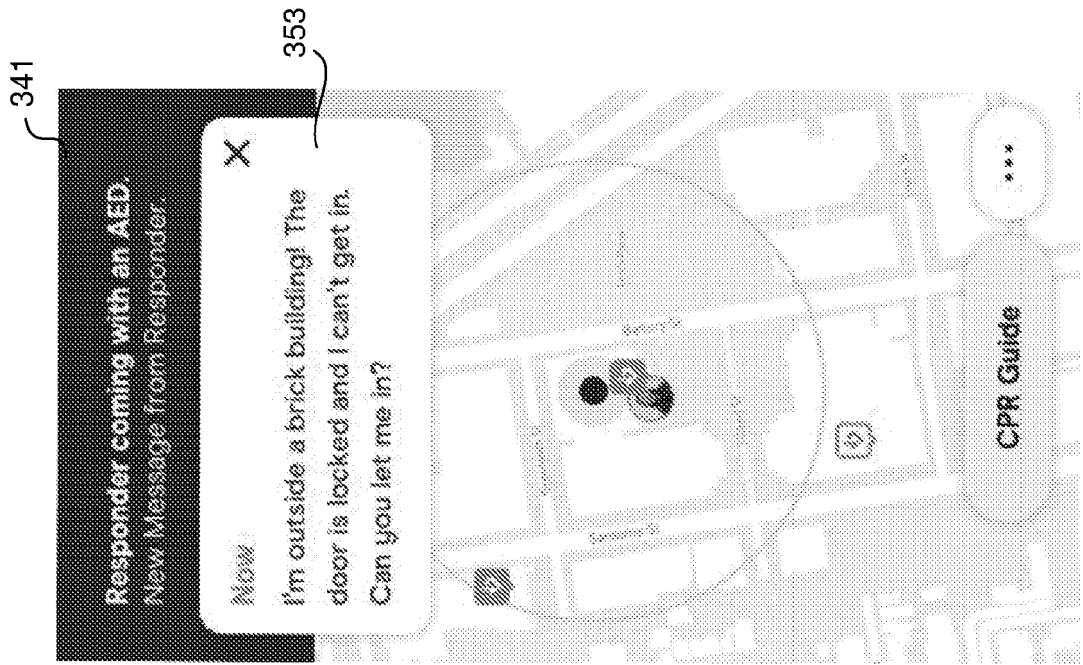 341
Responder coming with an AED.
New Message from Responder.
353
Now
I'm outside a brick building! The
door is locked and I can't get in.
Can you let me in?
CPR Guide